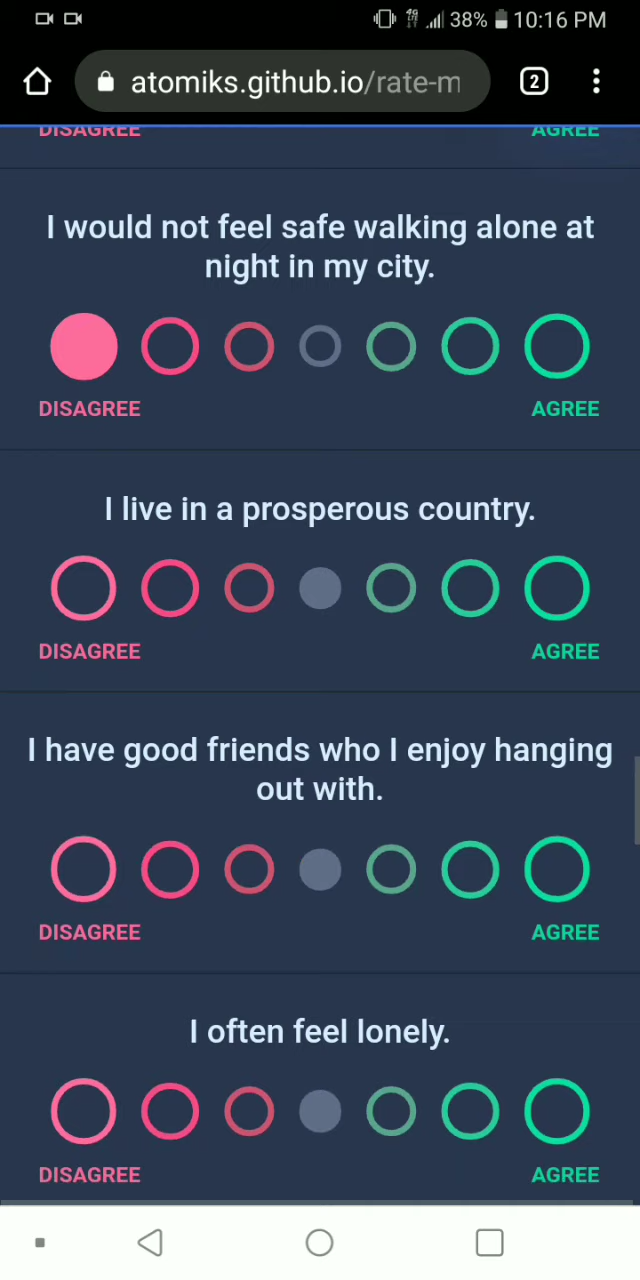 4G
LTE
38%
10:16 PM
atomiks.github.io/rate-m
2
DISAGREE
AGREE
I would not feel safe walking alone at
night in my city.
DISAGREE
AGREE
I live in a prosperous country.
DISAGREE
AGREE
I have good friends who I enjoy hanging
out with.
DISAGREE
AGREE
I often feel lonely.
DISAGREE
AGREE